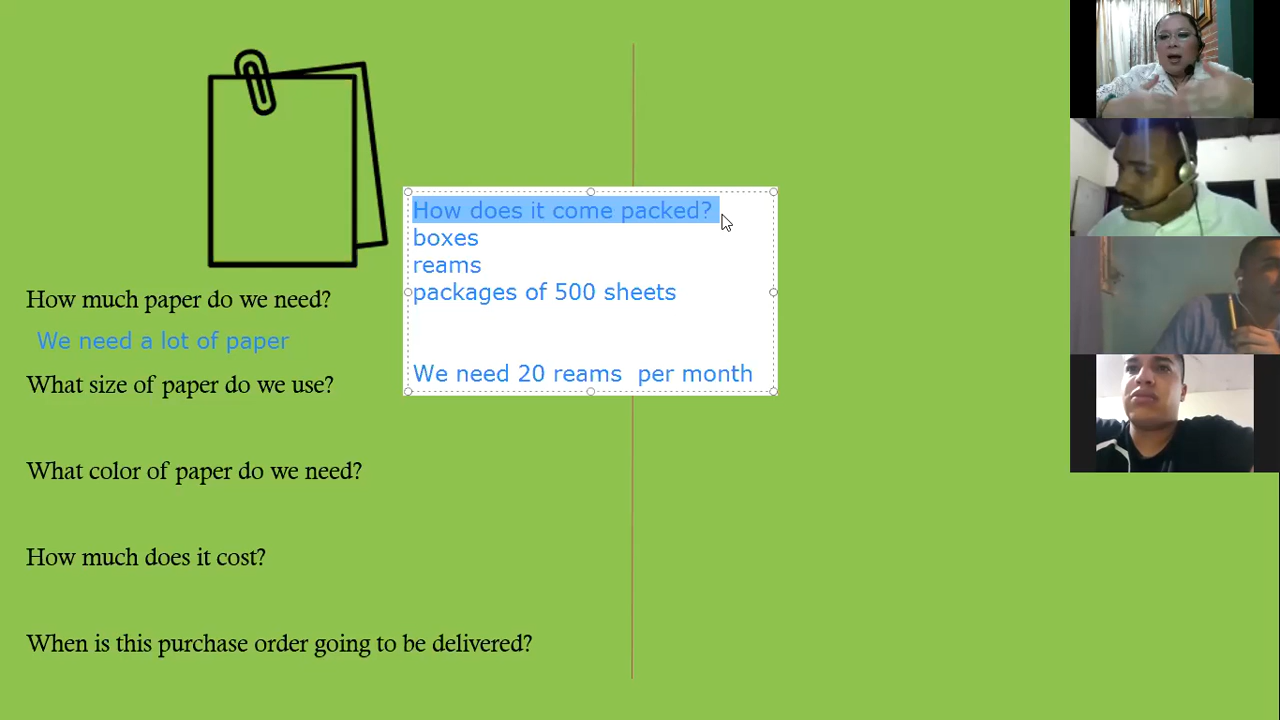 How does it come packed?
boxes
reams
packages of 500 sheets
We need 20 reams per month
How much paper do we need?
We need a lot of paper
What size of paper do we use?
What color of paper do we need?
How much does it cost?
When is this purchase order going to be delivered?